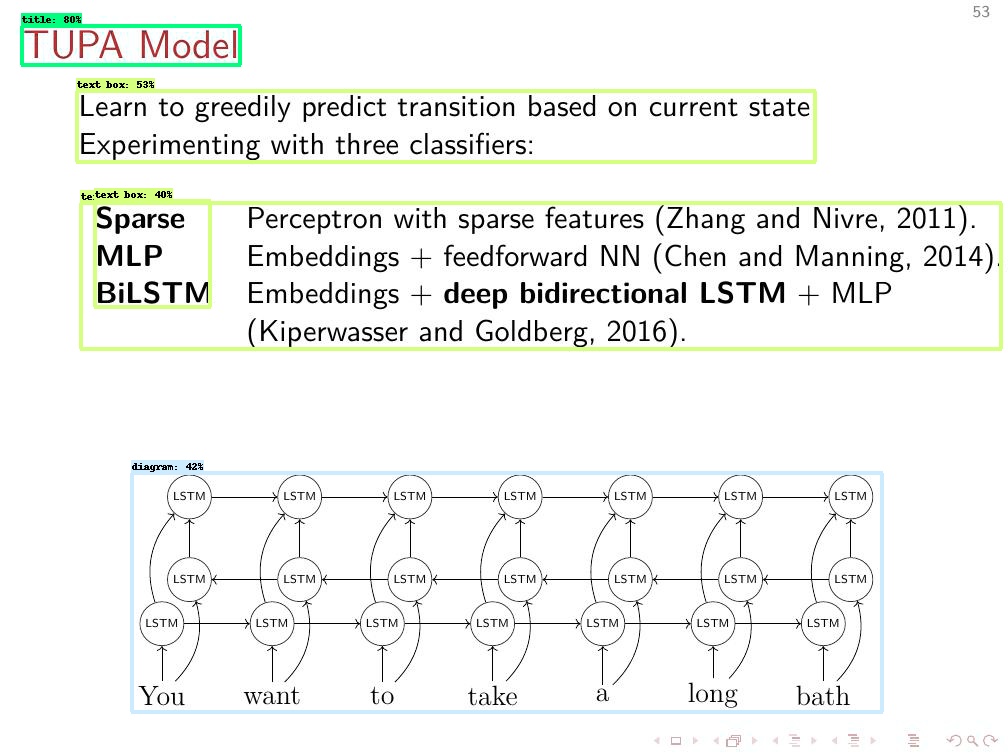 53
title: 80%
TUPA Model
text box: 53%
Learn to greedily predict transition based on current state
Experimenting with three classifiers:
te text box: 40%
Sparse Perceptron with sparse features (Zhang and Nivre, 2011).
MLP Embeddings + feedforward NN (Chen and Manning, 2014).
BiLSTM Embeddings + deep bidirectional LSTM + MLP
(Kiperwasser and Goldberg, 2016).
diagram: 42%
LSTM LSTM LSTM LSTM LSTM LSTM LSTM
LSTM LSTM LSTM LSTM LSTM LSTM LSTM
LSTM LSTM LSTM LSTM LSTM LSTM LSTM
You want to take a long bath